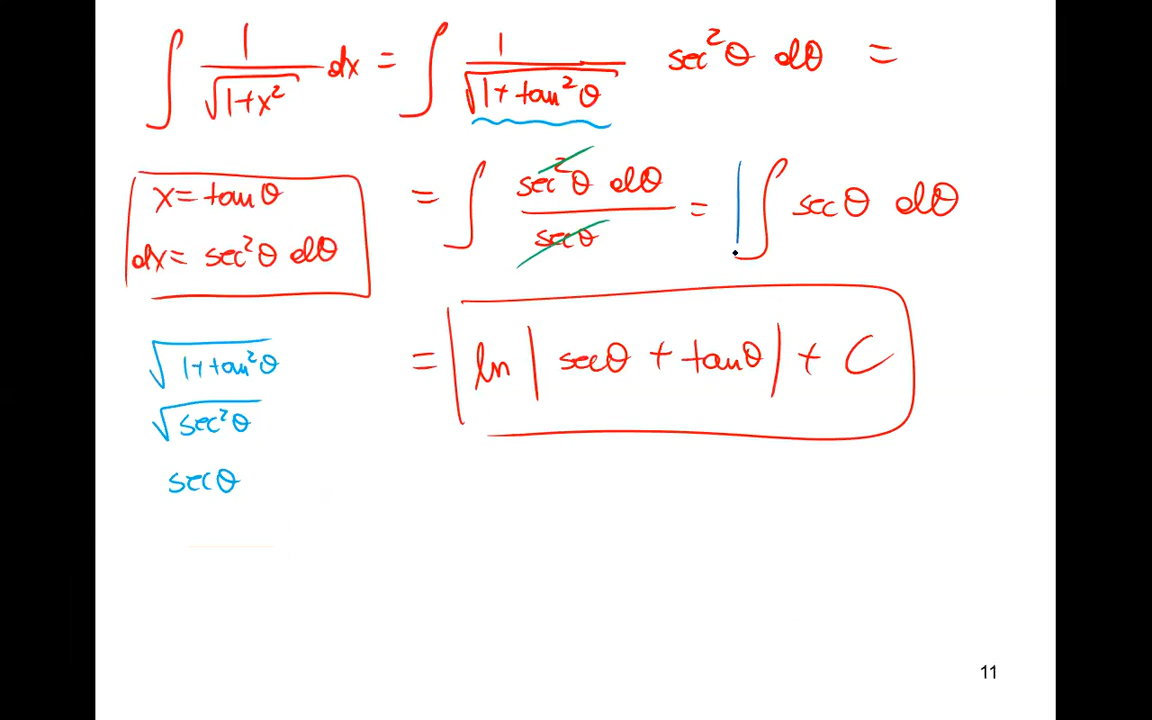 ∫ 1/√(1+x²) dx = ∫ 1/√(1+tan²θ) sec²θ dθ =
x = tanθ
dx = sec²θ dθ
= ∫ sec²θ dθ / secθ = ∫ secθ dθ
= ln | secθ + tanθ | + C
√(1+tan²θ)
√(sec²θ)
secθ
11